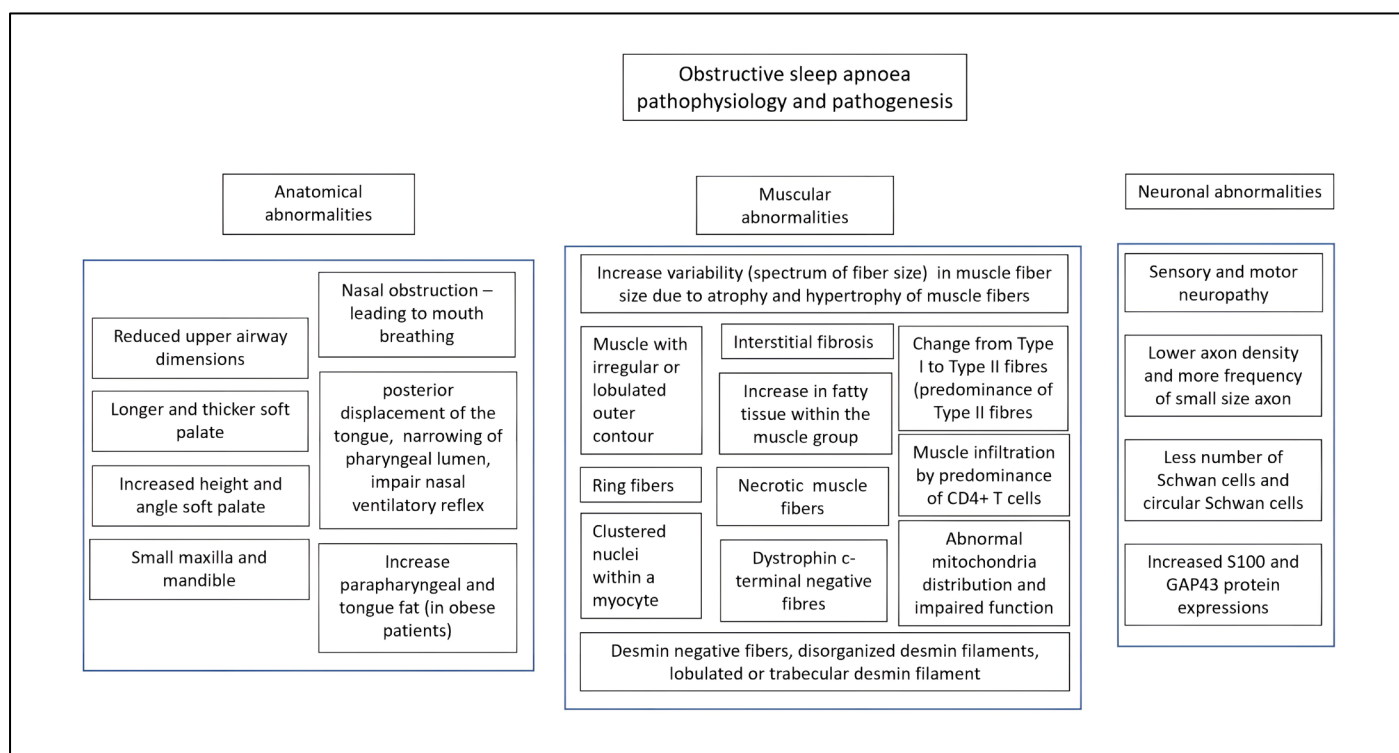 Obstructive sleep apnoea
pathophysiology and pathogenesis
Anatomical
abnormalities
Reduced upper airway
dimensions
Longer and thicker soft
palate
Increased height and
angle soft palate
Small maxilla and
mandible
Nasal obstruction –
leading to mouth
breathing
posterior
displacement of the
tongue, narrowing of
pharyngeal lumen,
impair nasal
ventilatory reflex
Increase
parapharyngeal and
tongue fat (in obese
patients)
Muscular
abnormalities
Increase variability (spectrum of fiber size) in muscle fiber
size due to atrophy and hypertrophy of muscle fibers
Muscle with
irregular or
lobulated
outer
contour
Ring fibers
Clustered
nuclei
within a
myocyte
Interstitial fibrosis
Increase in fatty
tissue within the
muscle group
Necrotic muscle
fibers
Dystrophin c-
terminal negative
fibres
Change from Type
I to Type II fibres
(predominance of
Type II fibres
Muscle infiltration
by predominance
of CD4+ T cells
Abnormal
mitochondria
distribution and
impaired function
Desmin negative fibers, disorganized desmin filaments,
lobulated or trabecular desmin filament
Neuronal abnormalities
Sensory and motor
neuropathy
Lower axon density
and more frequency
of small size axon
Less number of
Schwan cells and
circular Schwan cells
Increased S100 and
GAP43 protein
expressions